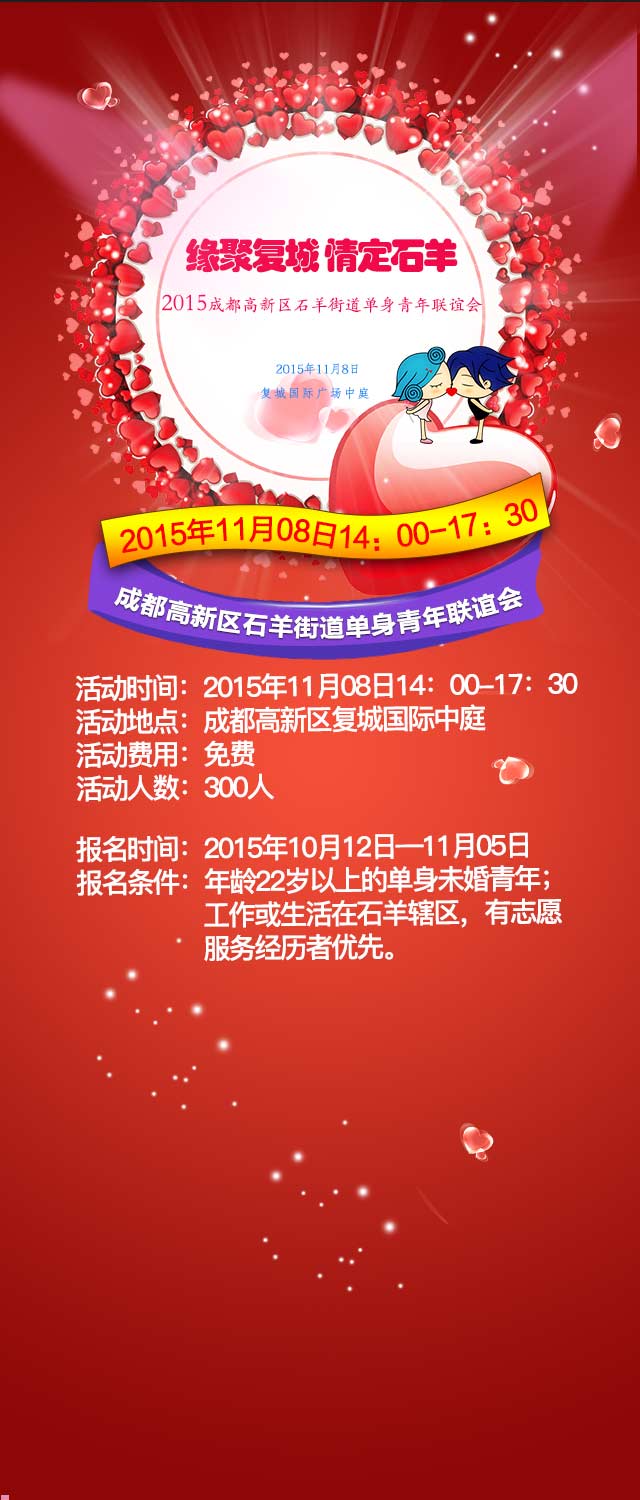 缘聚复城 情定石羊
2015成都高新区石羊街道单身青年联谊会
2015年11月8日
复城国际广场中庭
2015年11月08日14：00-17：30
成都高新区石羊街道单身青年联谊会
活动时间：2015年11月08日14：00-17：30
活动地点：成都高新区复城国际中庭
活动费用：免费
活动人数：300人
报名时间：2015年10月12日—11月05日
报名条件：年龄22岁以上的单身未婚青年；
工作或生活在石羊辖区，有志愿
服务经历者优先。